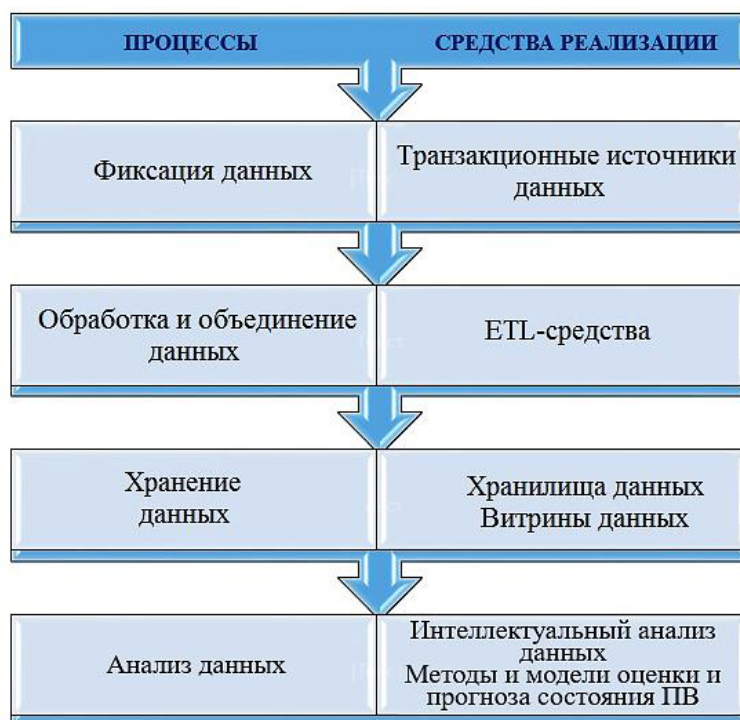 ПРОЦЕССЫ
СРЕДСТВА РЕАЛИЗАЦИИ
Фиксация данных
Транзакционные источники
данных
Обработка и объединение
данных
ETL-средства
Хранение
данных
Хранилища данных
Витрины данных
Анализ данных
Интеллектуальный анализ
данных
Методы и модели оценки и
прогноза состояния ПВ